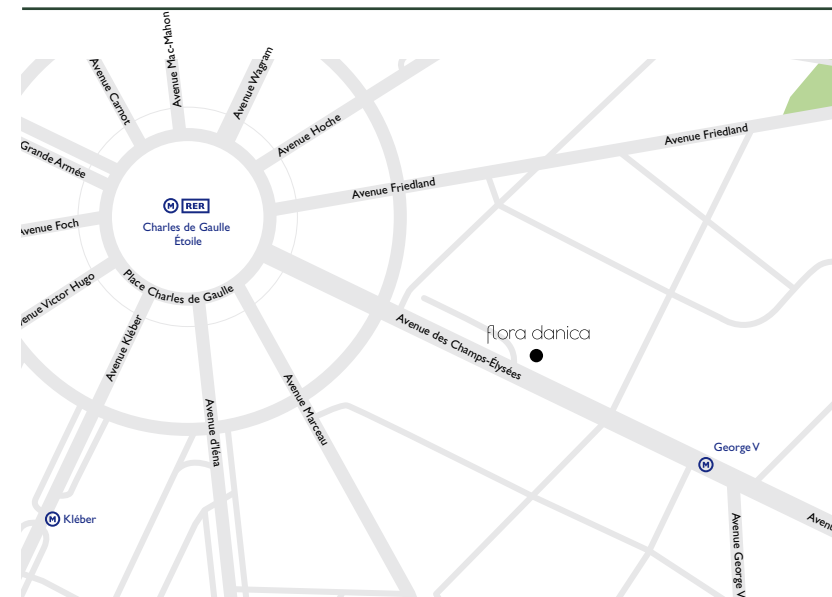 Avenue Mac-Mahon
Avenue Carnot
Avenue Wagram
Avenue Hoche
Grande Armée
Avenue Friedland
Avenue Friedland
M RER
Charles de Gaulle
Étoile
Avenue Foch
Place Charles de Gaulle
enue Victor Hugo
Avenue Kléber
flora danica
Avenue des Champs-Élysées
Avenue Marceau
Avenue d'Iéna
George V
M
M Kléber
Avenue George V
Avenu